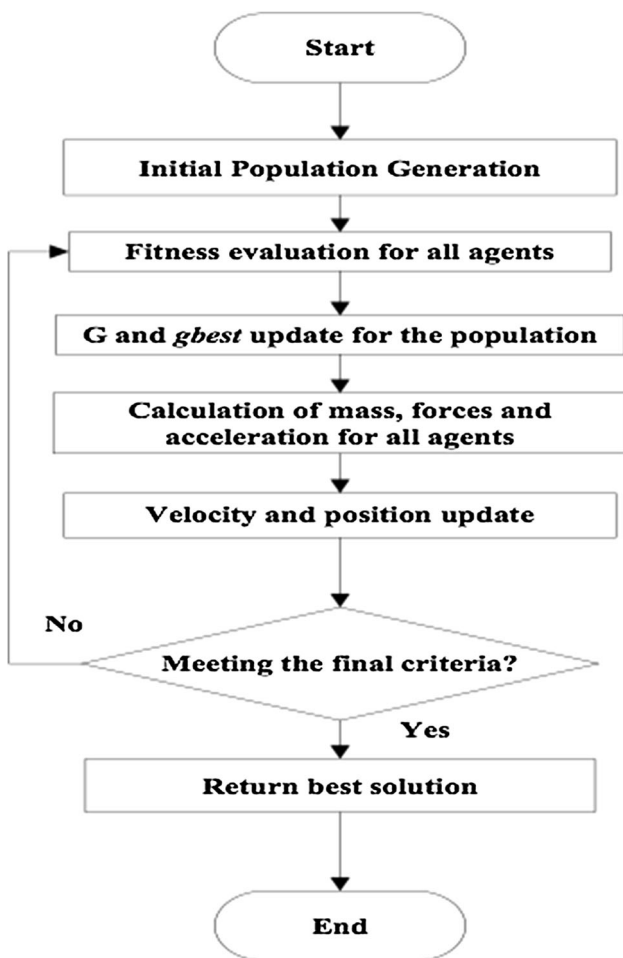 Start
Initial Population Generation
Fitness evaluation for all agents
G and gbest update for the population
Calculation of mass, forces and
acceleration for all agents
Velocity and position update
No
Meeting the final criteria?
Yes
Return best solution
End